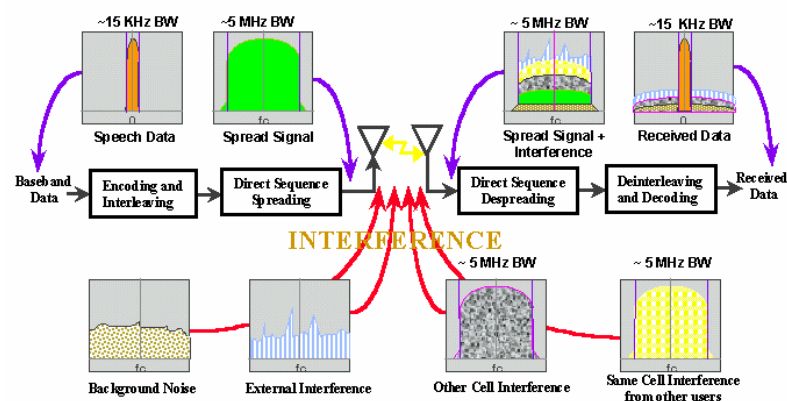 ~15 KHz BW
~5 MHz BW
~ 5 MHz BW
~15 KHz BW
0
fc
fc
0
Speech Data
Spread Signal
Spread Signal +
Interference
Received Data
Baseband
Data
Encoding and
Interleaving
Direct Sequence
Spreading
Direct Sequence
Despreading
Deinterleaving
and Decoding
Received
Data
INTERFERENCE
~ 5 MHz BW
~ 5 MHz BW
fc
fc
fc
fc
Background Noise
External Interference
Other Cell Interference
Same Cell Interference
from other users